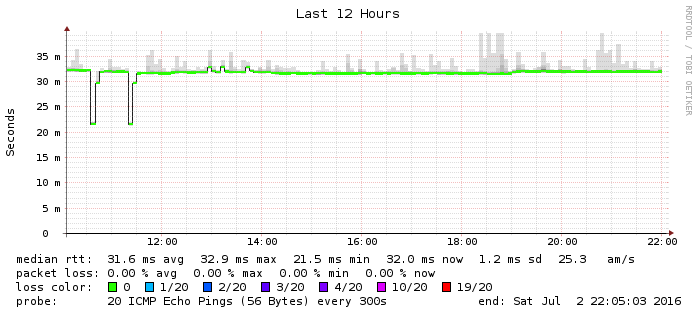 Last 12 Hours
RRDTOOL / TOBI OETIKER
Seconds
35 m
30 m
25 m
20 m
15 m
10 m
5 m
0
12:00 14:00 16:00 18:00 20:00 22:00
median rtt: 31.6 ms avg 32.9 ms max 21.5 ms min 32.0 ms now 1.2 ms sd 25.3 am/s
packet loss: 0.00 % avg 0.00 % max 0.00 % min 0.00 % now
loss color: 0 1/20 2/20 3/20 4/20 10/20 19/20
probe: 20 ICMP Echo Pings (56 Bytes) every 300s end: Sat Jul 2 22:05:03 2016